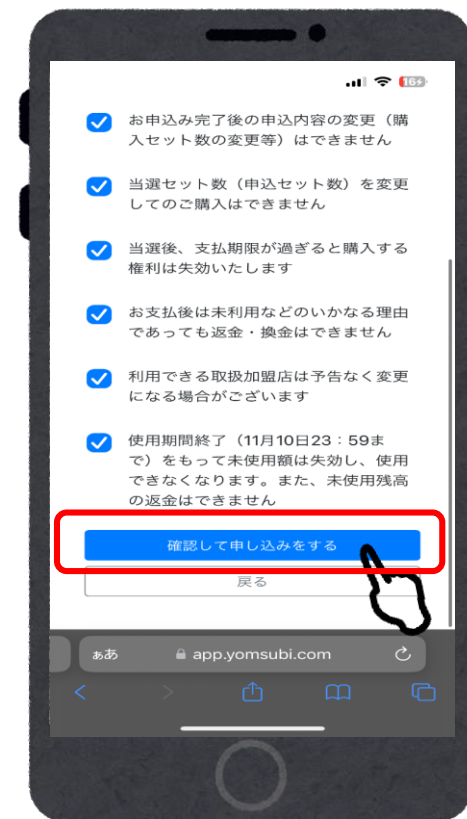 16
お申込み完了後の申込内容の変更（購
入セット数の変更等）はできません
当選セット数（申込セット数）を変更
してのご購入はできません
当選後、支払期限が過ぎると購入する
権利は失効いたします
お支払後は未利用などのいかなる理由
であっても返金・換金はできません
利用できる取扱加盟店は予告なく変更
になる場合がございます
使用期間終了（11月10日23：59ま
で）をもって未使用額は失効し、使用
できなくなります。また、未使用残高
の返金はできません
確認して申し込みをする
戻る
ぁあ app.yomsubi.com